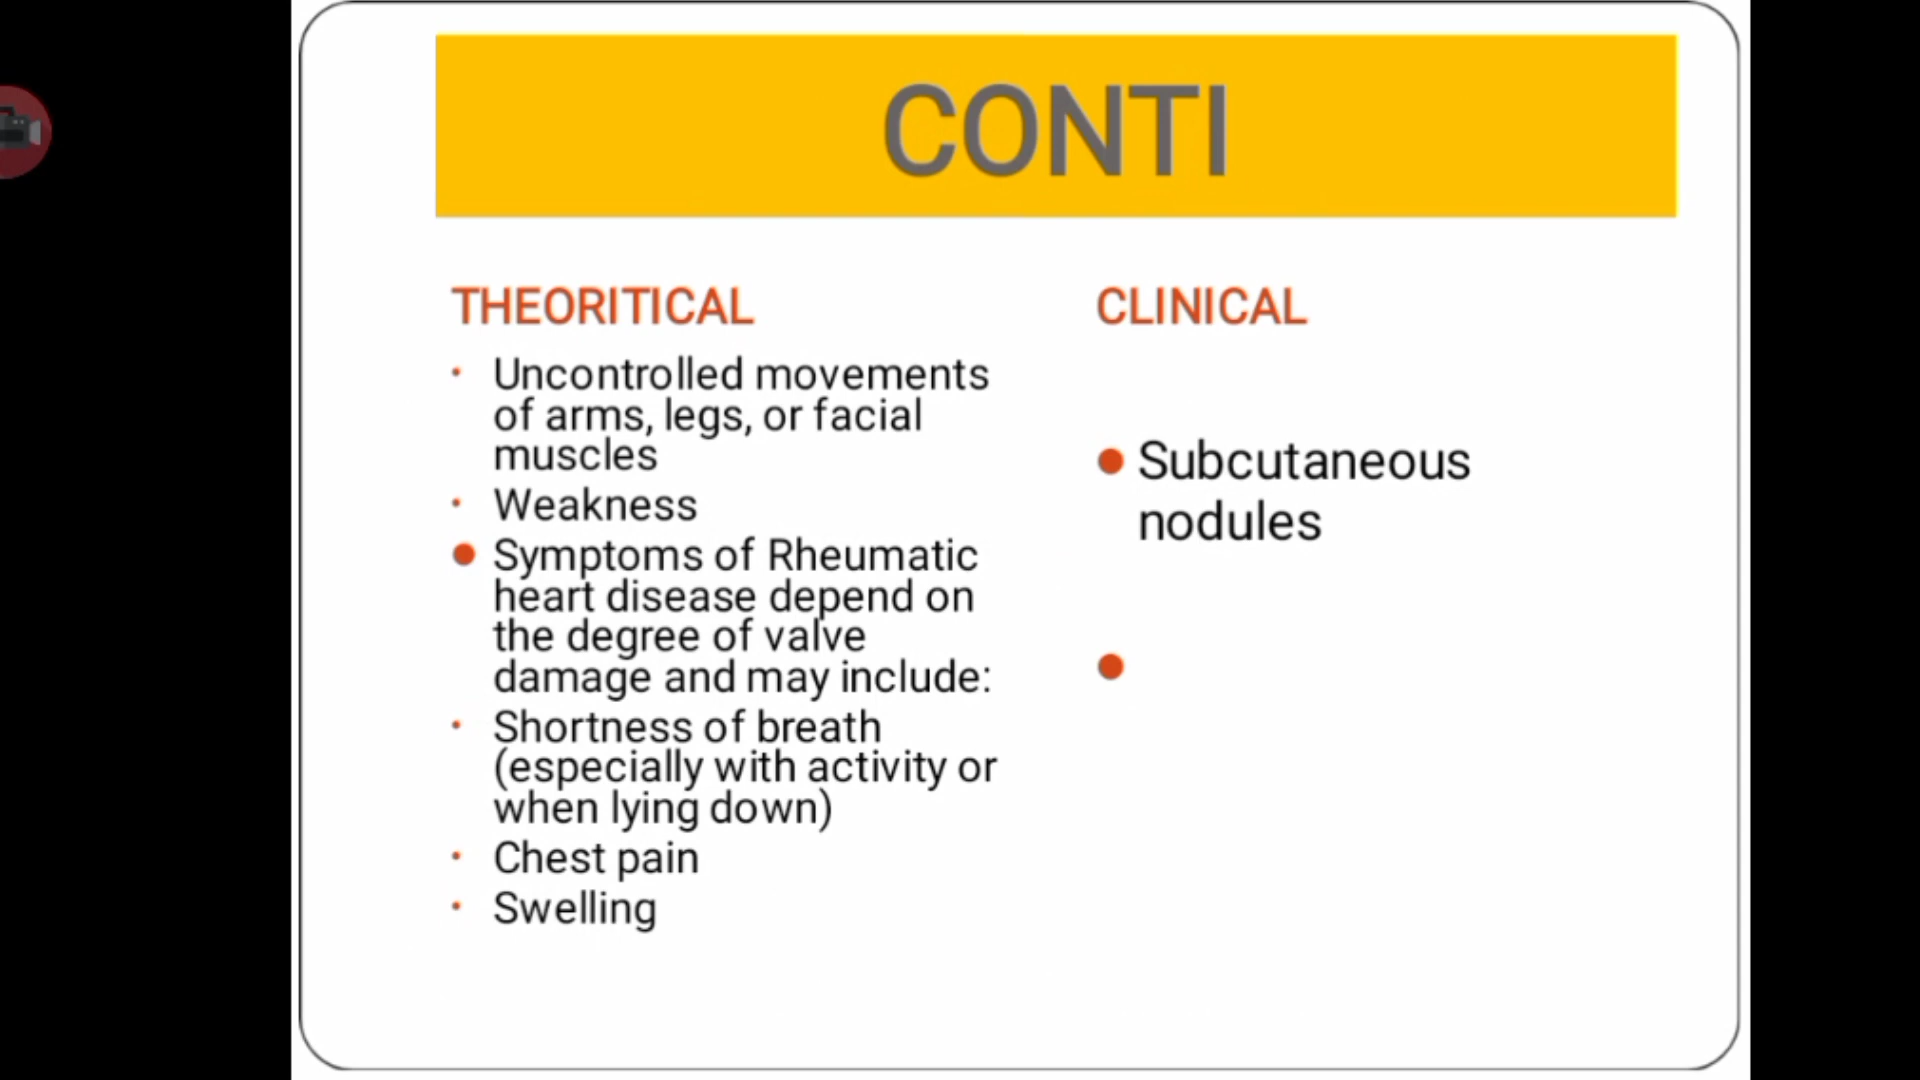 CONTI
THEORITICAL
• Uncontrolled movements
of arms, legs, or facial
muscles
• Weakness
• Symptoms of Rheumatic
heart disease depend on
the degree of valve
damage and may include:
• Shortness of breath
(especially with activity or
when lying down)
• Chest pain
• Swelling
CLINICAL
• Subcutaneous
nodules
•